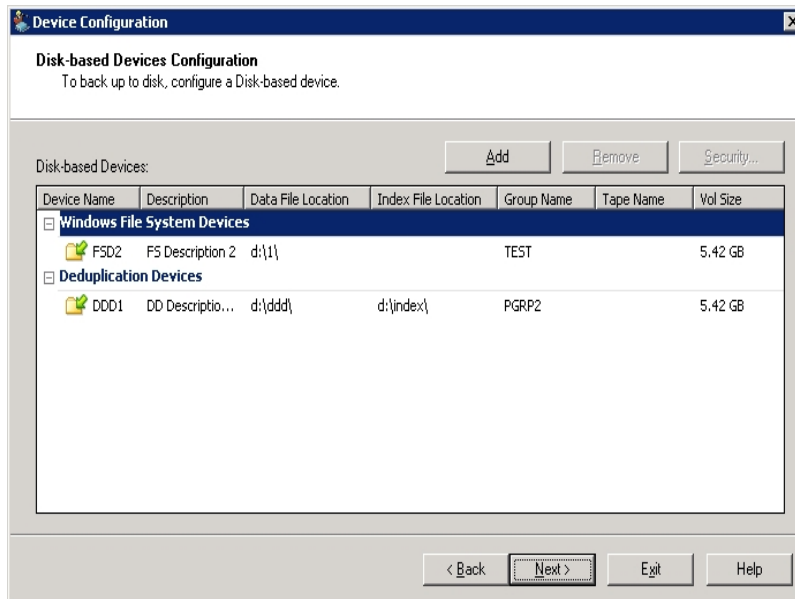 Device Configuration
Disk-based Devices Configuration
To back up to disk, configure a Disk-based device.
Disk-based Devices:
Add Remove Security...
Device Name Description Data File Location Index File Location Group Name Tape Name Vol Size
Windows File System Devices
FSD2 FS Description 2 d:\1\ TEST 5.42 GB
Deduplication Devices
DDD1 DD Descriptio... d:\ddd\ d:\index\ PGRP2 5.42 GB
< Back Next > Exit Help